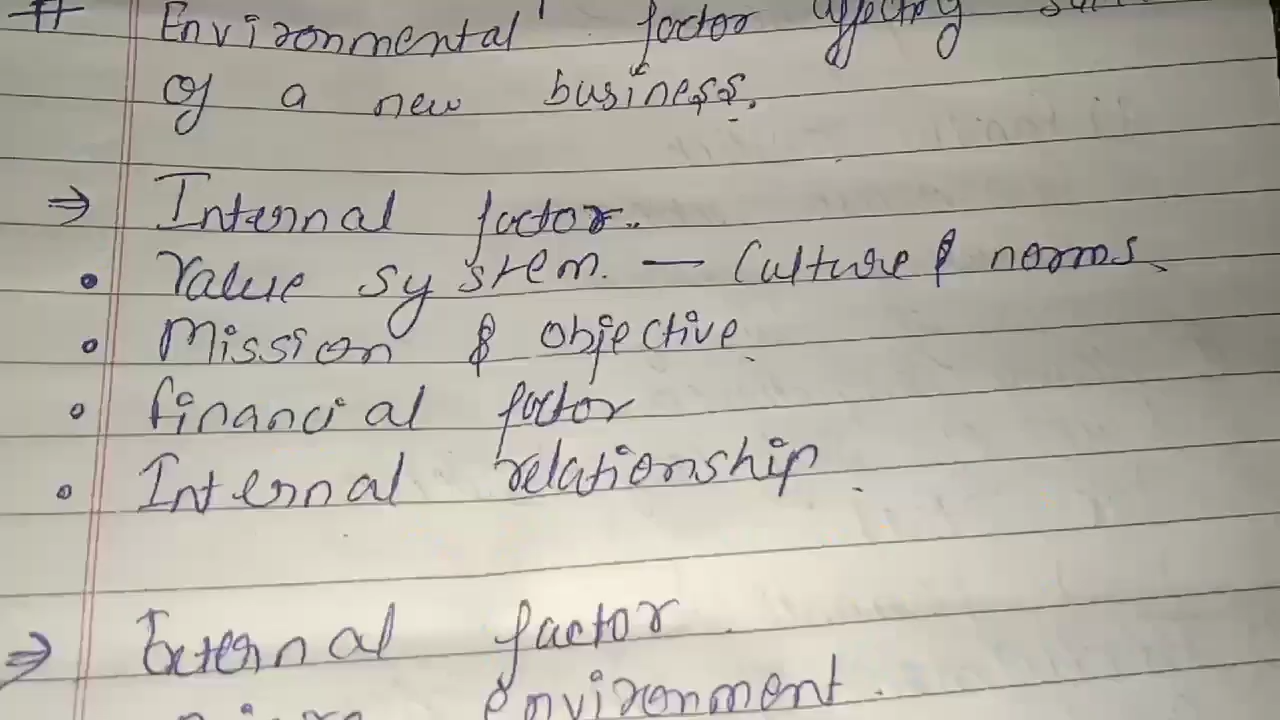 # Environmental factor affecting
of a new business.
⇒ Internal factor.
• Value system. — Culture & norms.
• Mission & objective.
• financial factor
• Internal relationship.
⇒ External factor.
environment.